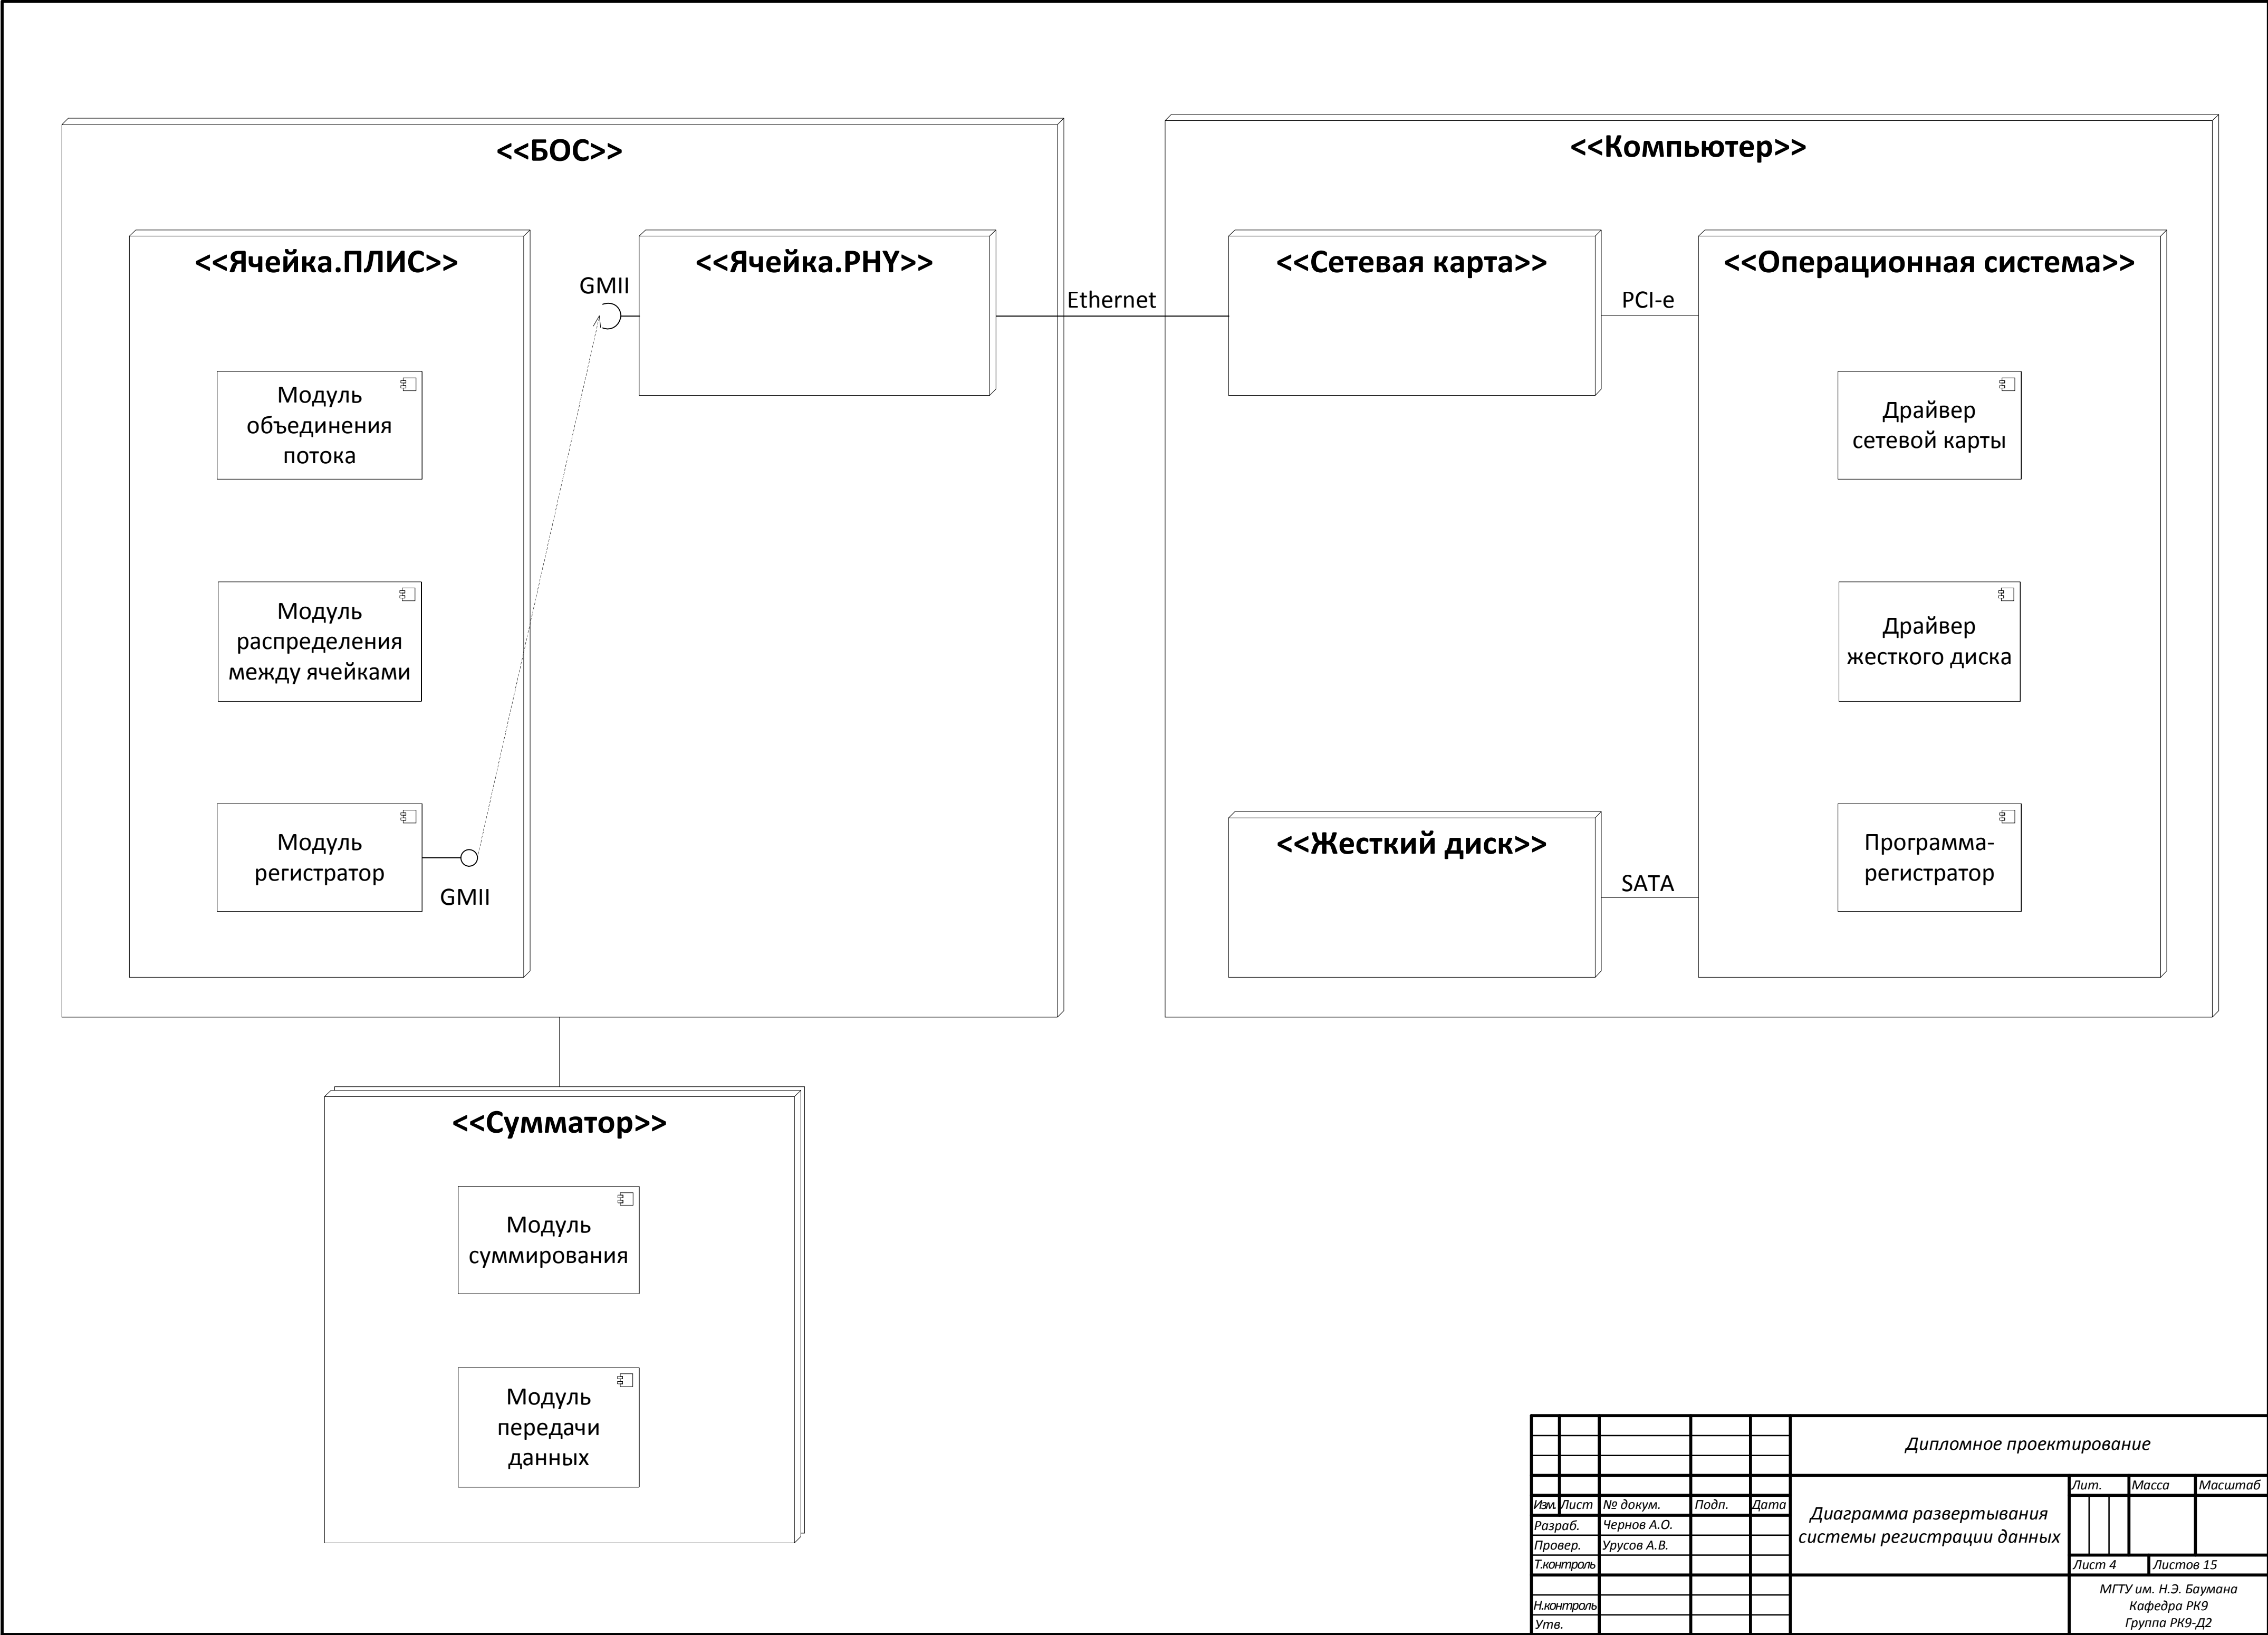 <<БОС>>
<<Ячейка.ПЛИС>>
Модуль
объединения
потока
Модуль
распределения
между ячейками
Модуль
регистратор
GMII
GMII
<<Ячейка.PHY>>
Ethernet
<<Компьютер>>
<<Сетевая карта>>
PCI-e
<<Жесткий диск>>
SATA
<<Операционная система>>
Драйвер
сетевой карты
Драйвер
жесткого диска
Программа-
регистратор
<<Сумматор>>
Модуль
суммирования
Модуль
передачи
данных
Дипломное проектирование
Изм. Лист № докум. Подп. Дата
Разраб. Чернов А.О.
Провер. Урусов А.В.
Т.контроль
Н.контроль
Утв.
Диаграмма развертывания
системы регистрации данных
Лит. Масса Масштаб
Лист 4 Листов 15
МГТУ им. Н.Э. Баумана
Кафедра РК9
Группа РК9-Д2